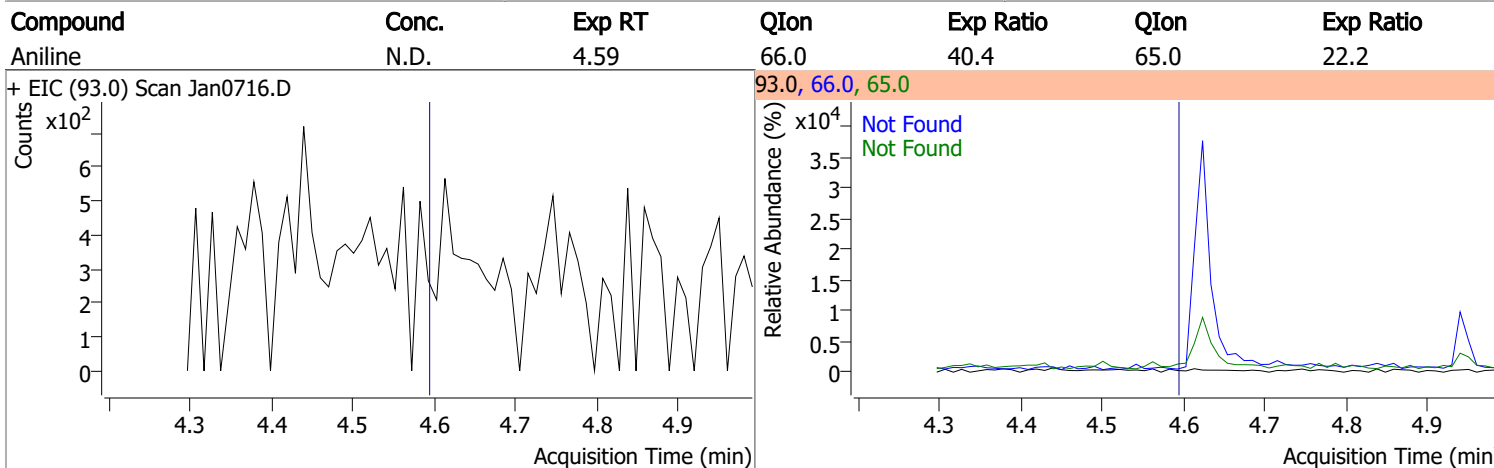 Compound Conc. Exp RT QIon Exp Ratio QIon Exp Ratio
Aniline N.D. 4.59 66.0 40.4 65.0 22.2
+ EIC (93.0) Scan Jan0716.D
Counts
x10²
6
5
4
3
2
1
0
4.3 4.4 4.5 4.6 4.7 4.8 4.9
Acquisition Time (min)
93.0, 66.0, 65.0
Relative Abundance (%)
x10⁴
Not Found
Not Found
3.5
3
2.5
2
1.5
1
0.5
0
4.3 4.4 4.5 4.6 4.7 4.8 4.9
Acquisition Time (min